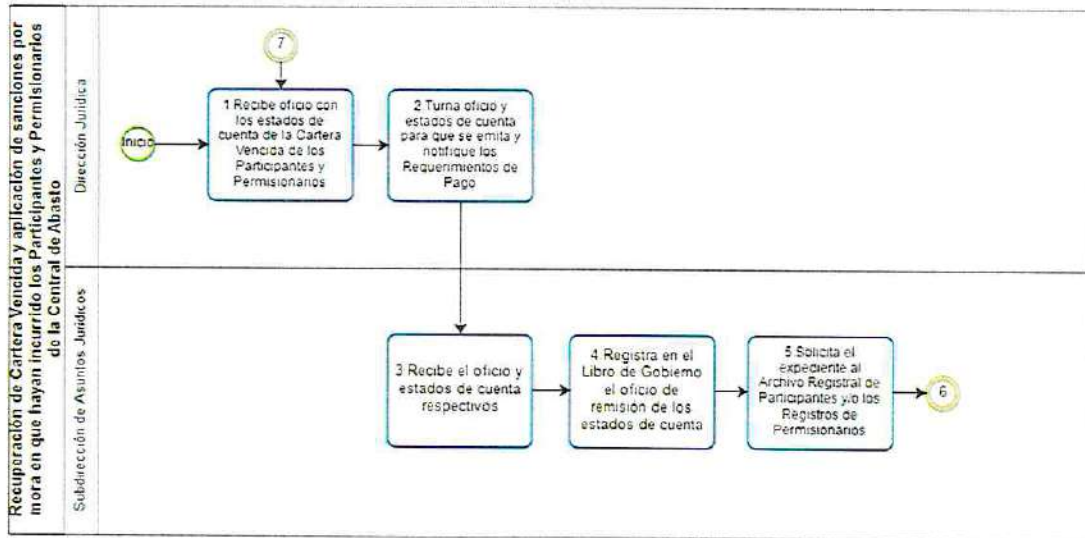 Recuperación de Cartera Vencida y aplicación de sanciones por
mora en que hayan incurrido los Participantes y Permisionarios
de la Central de Abasto
Dirección Jurídica
7
Inicio
1.Recibe oficio con
los estados de
cuenta de la Cartera
Vencida de los
Participantes y
Permisionarios
2.Turna oficio y
estados de cuenta
para que se emita y
notifique los
Requerimientos de
Pago
Subdirección de Asuntos Jurídicos
3.Recibe el oficio y
estados de cuenta
respectivos
4.Registra en el
Libro de Gobierno
el oficio de
remisión de los
estados de cuenta
5.Solicita el
expediente al
Archivo Registral de
Participantes y/o los
Registros de
Permisionários
6